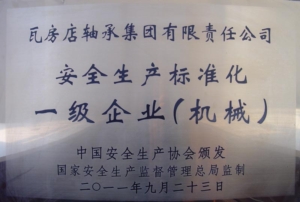 瓦房店轴承集团有限责任公司
安全生产标准化
一级企业(机械)
中国安全生产协会颁发
国家安全生产监督管理总局监制
二〇一一年九月二十三日